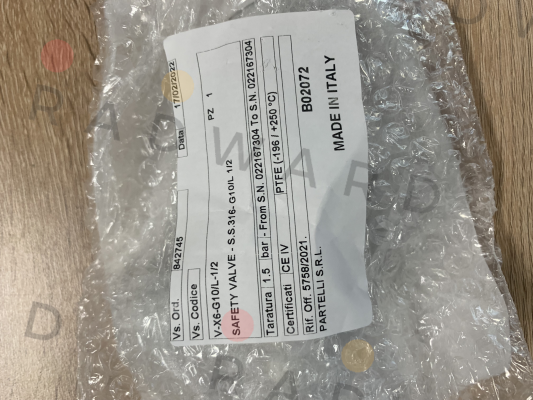 Vs. Ord. 842745 Data: 17/02/2022
Vs. Codice
V-X6-G10/L-1/2 PZ 1
SAFETY VALVE - S.S.316- G10/L 1/2
Taratura 1.5 bar - From S.N. 022167304 To S.N. 022167304
Certificati CE IV PTFE (-196 / +250 °C)
Rif. Off. 5758/2021. B02072
PARTELLI S.R.L. MADE IN ITALY